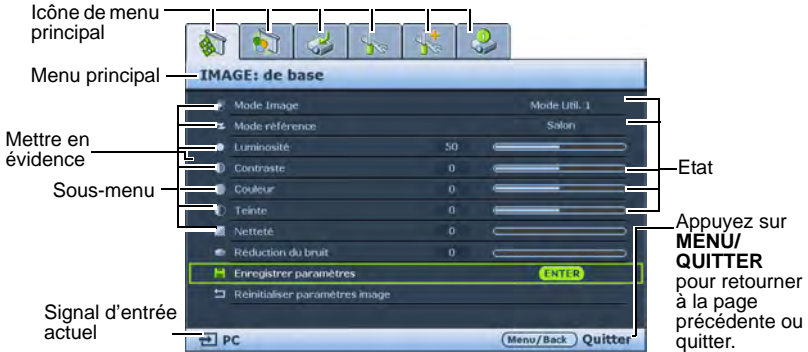 Icône de menu
principal
Menu principal
IMAGE: de base
Mode Image Mode Util. 1
Mode référence Salon
Luminosité 50
Contraste 0
Couleur 0
Teinte 0
Netteté
Réduction du bruit 0
Enregistrer paramètres ENTER
Réinitialiser paramètres image
PC Menu/Back Quitter
Mettre en
évidence
Sous-menu
Signal d'entrée
actuel
Etat
Appuyez sur
MENU/
QUITTER
pour retourner
à la page
précédente ou
quitter.